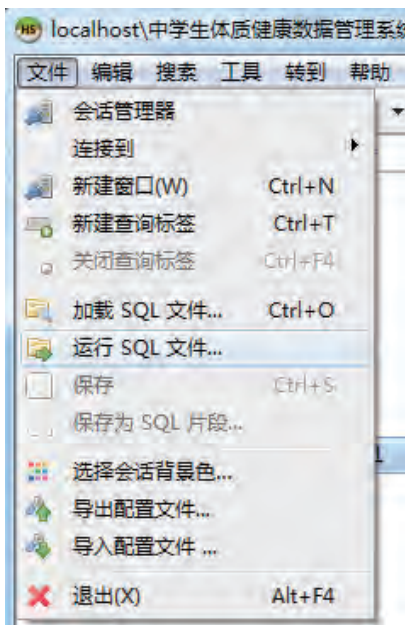 localhost\中学生体质健康数据管理系统
文件 编辑 搜索 工具 转到 帮助
会话管理器
连接到
新建窗口(W) Ctrl+N
新建查询标签 Ctrl+T
关闭查询标签 Ctrl+F4
加载 SQL 文件... Ctrl+O
运行 SQL 文件...
保存 Ctrl+S
保存为 SQL 片段...
选择会话背景色...
导出配置文件...
导入配置文件 ...
退出(X) Alt+F4